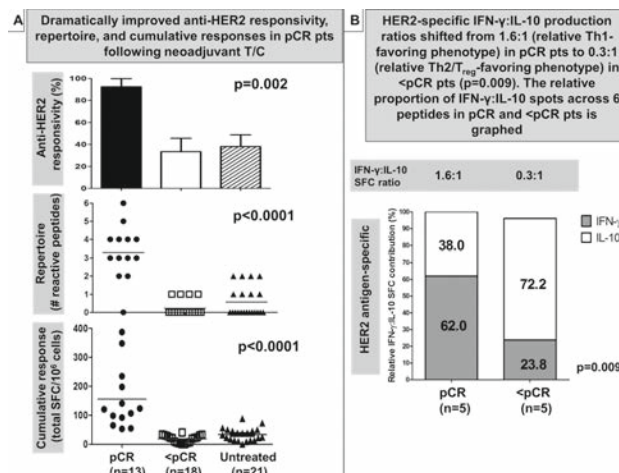 A
Dramatically improved anti-HER2 responsivity,
repertoire, and cumulative responses in pCR pts
following neoadjuvant T/C
Anti-HER2
responsivity (%)
100
80
60
40
20
0
p=0.002
Repertoire
(# reactive peptides)
6
5
4
3
2
1
0
p<0.0001
Cumulative response
(total SFC/10⁶ cells)
400
300
200
100
0
p<0.0001
pCR
(n=13)
<pCR
(n=18)
Untreated
(n=21)
B
HER2-specific IFN-γ:IL-10 production
ratios shifted from 1.6:1 (relative Th1-
favoring phenotype) in pCR pts to 0.3:1
(relative Th2/Treg-favoring phenotype) in
<pCR pts (p=0.009). The relative
proportion of IFN-γ:IL-10 spots across 6
peptides in pCR and <pCR pts is
graphed
IFN-γ:IL-10
SFC ratio
1.6:1
0.3:1
HER2 antigen-specific
Relative IFN-γ:IL-10 SFC contribution (%)
100
90
80
70
60
50
40
30
20
10
0
38.0
62.0
72.2
23.8
IFN-γ
IL-10
p=0.009
pCR
(n=5)
<pCR
(n=5)